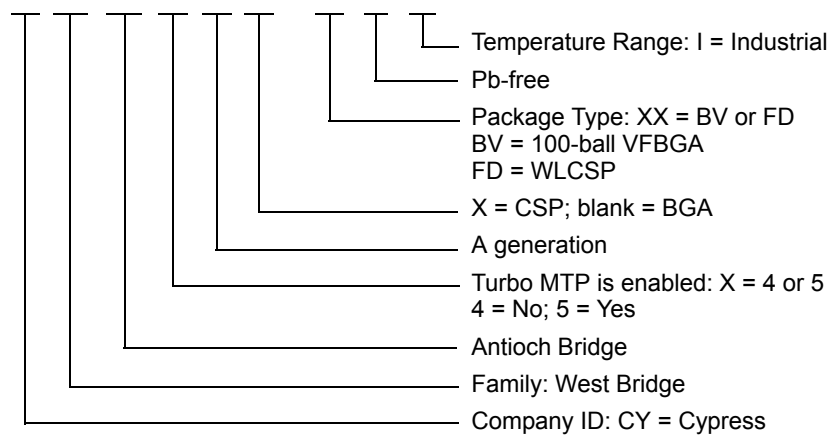 Temperature Range: I = Industrial
Pb-free
Package Type: XX = BV or FD
BV = 100-ball VFBGA
FD = WLCSP
X = CSP; blank = BGA
A generation
Turbo MTP is enabled: X = 4 or 5
4 = No; 5 = Yes
Antioch Bridge
Family: West Bridge
Company ID: CY = Cypress